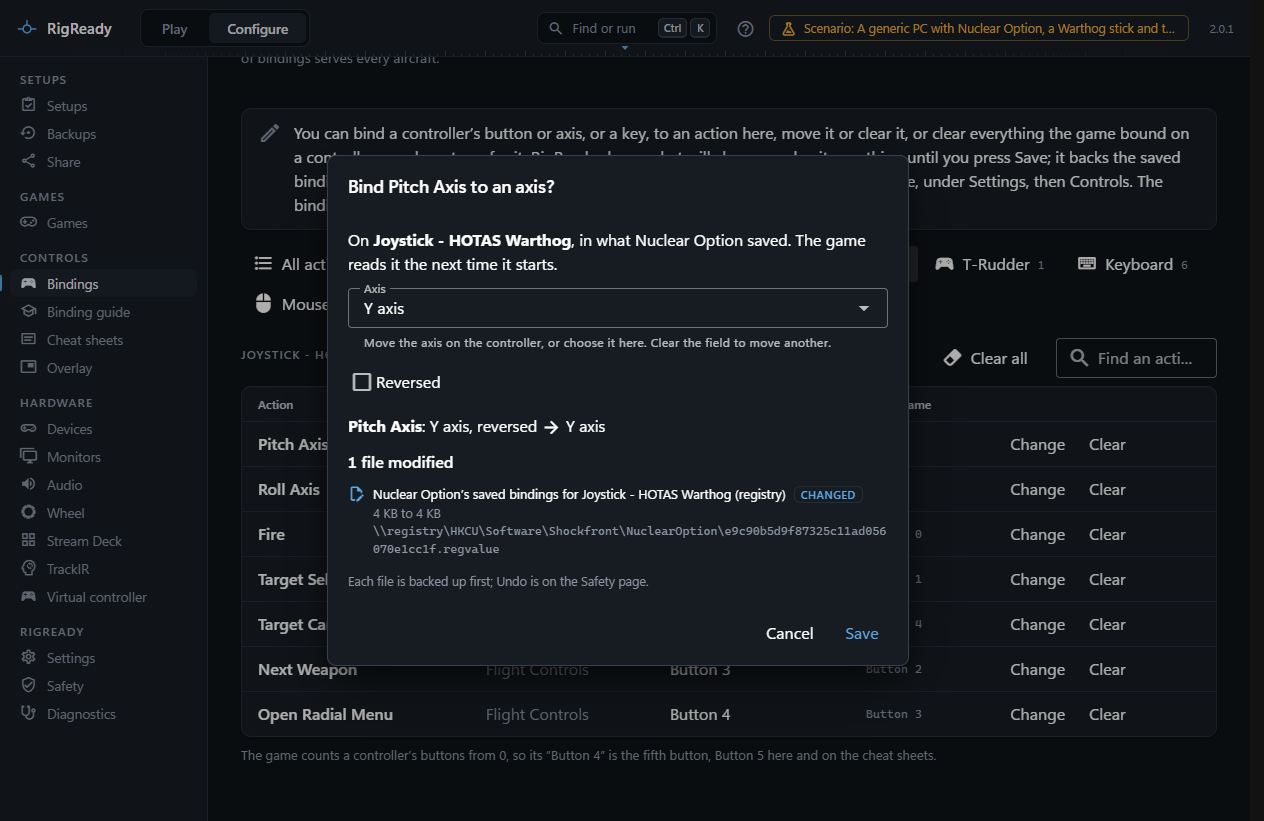 RigReady
Play
Configure
Find or run
Ctrl
K
Scenario: A generic PC with Nuclear Option, a Warthog stick and t...
2.0.1
SETUPS
Setups
Backups
Share
GAMES
Games
CONTROLS
Bindings
Binding guide
Cheat sheets
Overlay
HARDWARE
Devices
Monitors
Audio
Wheel
Stream Deck
TrackIR
Virtual controller
RIGREADY
Settings
Safety
Diagnostics
of bindings serves every aircraft.
You can bind a controller's button or axis, or a key, to an action here, move it or clear it, or clear everything the game bound on
until you press Save; it backs the saved
e, under Settings, then Controls. The
All act
T-Rudder 1
Keyboard 6
Mouse
JOYSTICK - HO
Clear all
Find an acti...
Action
ame
Pitch Axis
Change
Clear
Roll Axis
Change
Clear
Fire
0
Change
Clear
Target Sel
1
Change
Clear
Target Ca
4
Change
Clear
Next Weapon
Flight Controls
Button 3
Button 2
Change
Clear
Open Radial Menu
Flight Controls
Button 4
Button 3
Change
Clear
The game counts a controller's buttons from 0, so its "Button 4" is the fifth button, Button 5 here and on the cheat sheets.
Bind Pitch Axis to an axis?
On Joystick - HOTAS Warthog, in what Nuclear Option saved. The game
reads it the next time it starts.
Axis
Y axis
Move the axis on the controller, or choose it here. Clear the field to move another.
Reversed
Pitch Axis: Y axis, reversed → Y axis
1 file modified
Nuclear Option's saved bindings for Joystick - HOTAS Warthog (registry)
CHANGED
4 KB to 4 KB
\\registry\HKCU\Software\Shockfront\NuclearOption\e9c90b5d9f87325c11ad056
070e1cc1f.regvalue
Each file is backed up first; Undo is on the Safety page.
Cancel
Save